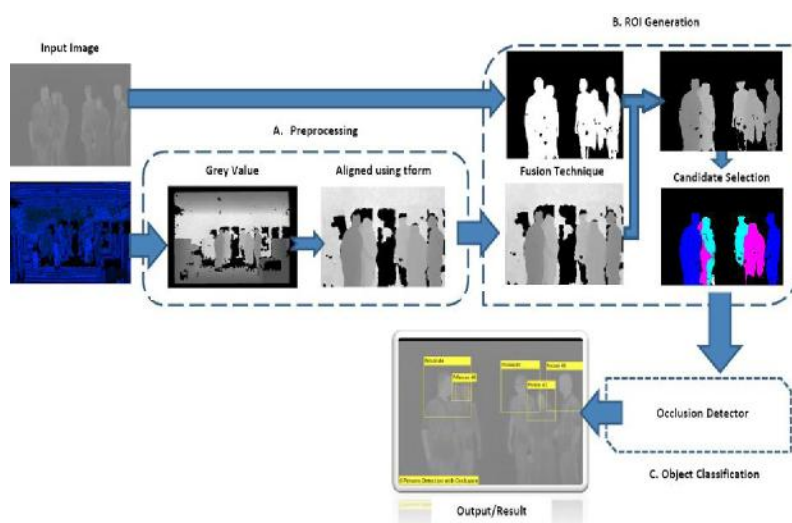 B. ROI Generation
Input Image
A. Preprocessing
Grey Value
Aligned using tform
Fusion Technique
Candidate Selection
Occlusion Detector
C. Object Classification
Output/Result